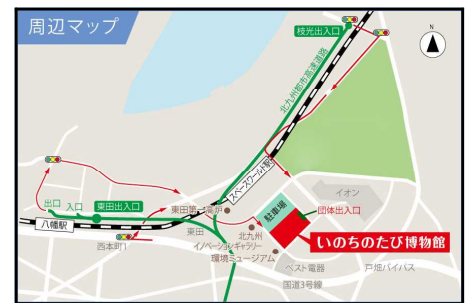 周辺マップ
N
枝光出入口
北九州都市高速道路
スペースワールド駅
イオン
駐車場
団体出入口
出口
入口
東田出入口
東田第一高炉
八幡駅
東田
北九州
いのちのたび博物館
西本町1
イノベーションギャラリー
環境ミュージアム
ベスト電器
戸畑バイパス
国道3号線